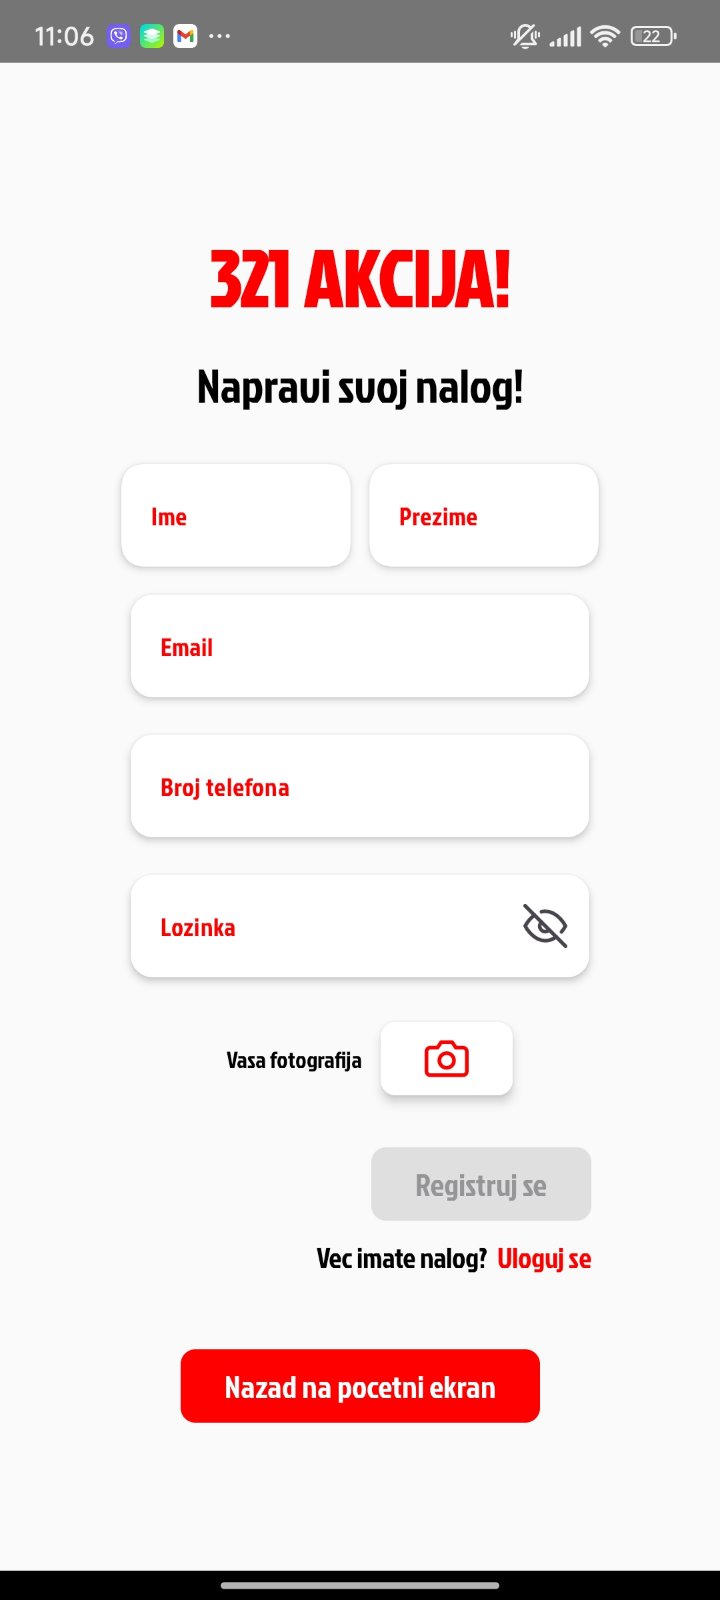 11:06
22
321 AKCIJA!
Napravi svoj nalog!
Ime Prezime
Email
Broj telefona
Lozinka
Vasa fotografija
Registruj se
Vec imate nalog? Uloguj se
Nazad na pocetni ekran